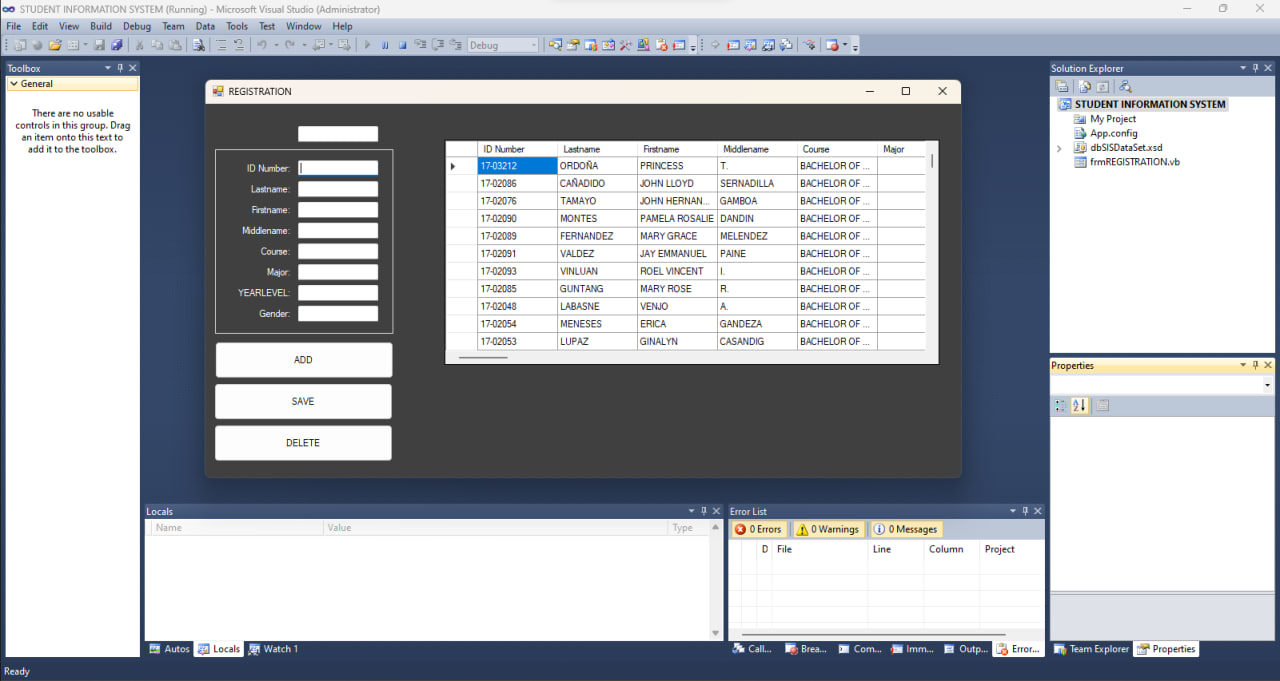 STUDENT INFORMATION SYSTEM (Running) - Microsoft Visual Studio (Administrator)
File Edit View Build Debug Team Data Tools Test Window Help
Debug
Toolbox
General
There are no usable
controls in this group. Drag
an item onto this text to
add it to the toolbox.
REGISTRATION
ID Number:
Lastname:
Firstname:
Middlename:
Course:
Major:
YEARLEVEL:
Gender:
ADD
SAVE
DELETE
ID Number Lastname Firstname Middlename Course Major
17-03212 ORDOÑA PRINCESS T. BACHELOR OF ...
17-02086 CAÑADIDO JOHN LLOYD SERNADILLA BACHELOR OF ...
17-02076 TAMAYO JOHN HERNAN... GAMBOA BACHELOR OF ...
17-02090 MONTES PAMELA ROSALIE DANDIN BACHELOR OF ...
17-02089 FERNANDEZ MARY GRACE MELENDEZ BACHELOR OF ...
17-02091 VALDEZ JAY EMMANUEL PAINE BACHELOR OF ...
17-02093 VINLUAN ROEL VINCENT I. BACHELOR OF ...
17-02085 GUNTANG MARY ROSE R. BACHELOR OF ...
17-02048 LABASNE VENJO A. BACHELOR OF ...
17-02054 MENESES ERICA GANDEZA BACHELOR OF ...
17-02053 LUPAZ GINALYN CASANDIG BACHELOR OF ...
Solution Explorer
STUDENT INFORMATION SYSTEM
My Project
App.config
dbSISDataSet.xsd
frmREGISTRATION.vb
Properties
Locals
Name Value Type
Autos Locals Watch 1
Error List
0 Errors 0 Warnings 0 Messages
D File Line Column Project
Call... Brea... Com... Imm... Outp... Error...
Team Explorer Properties
Ready